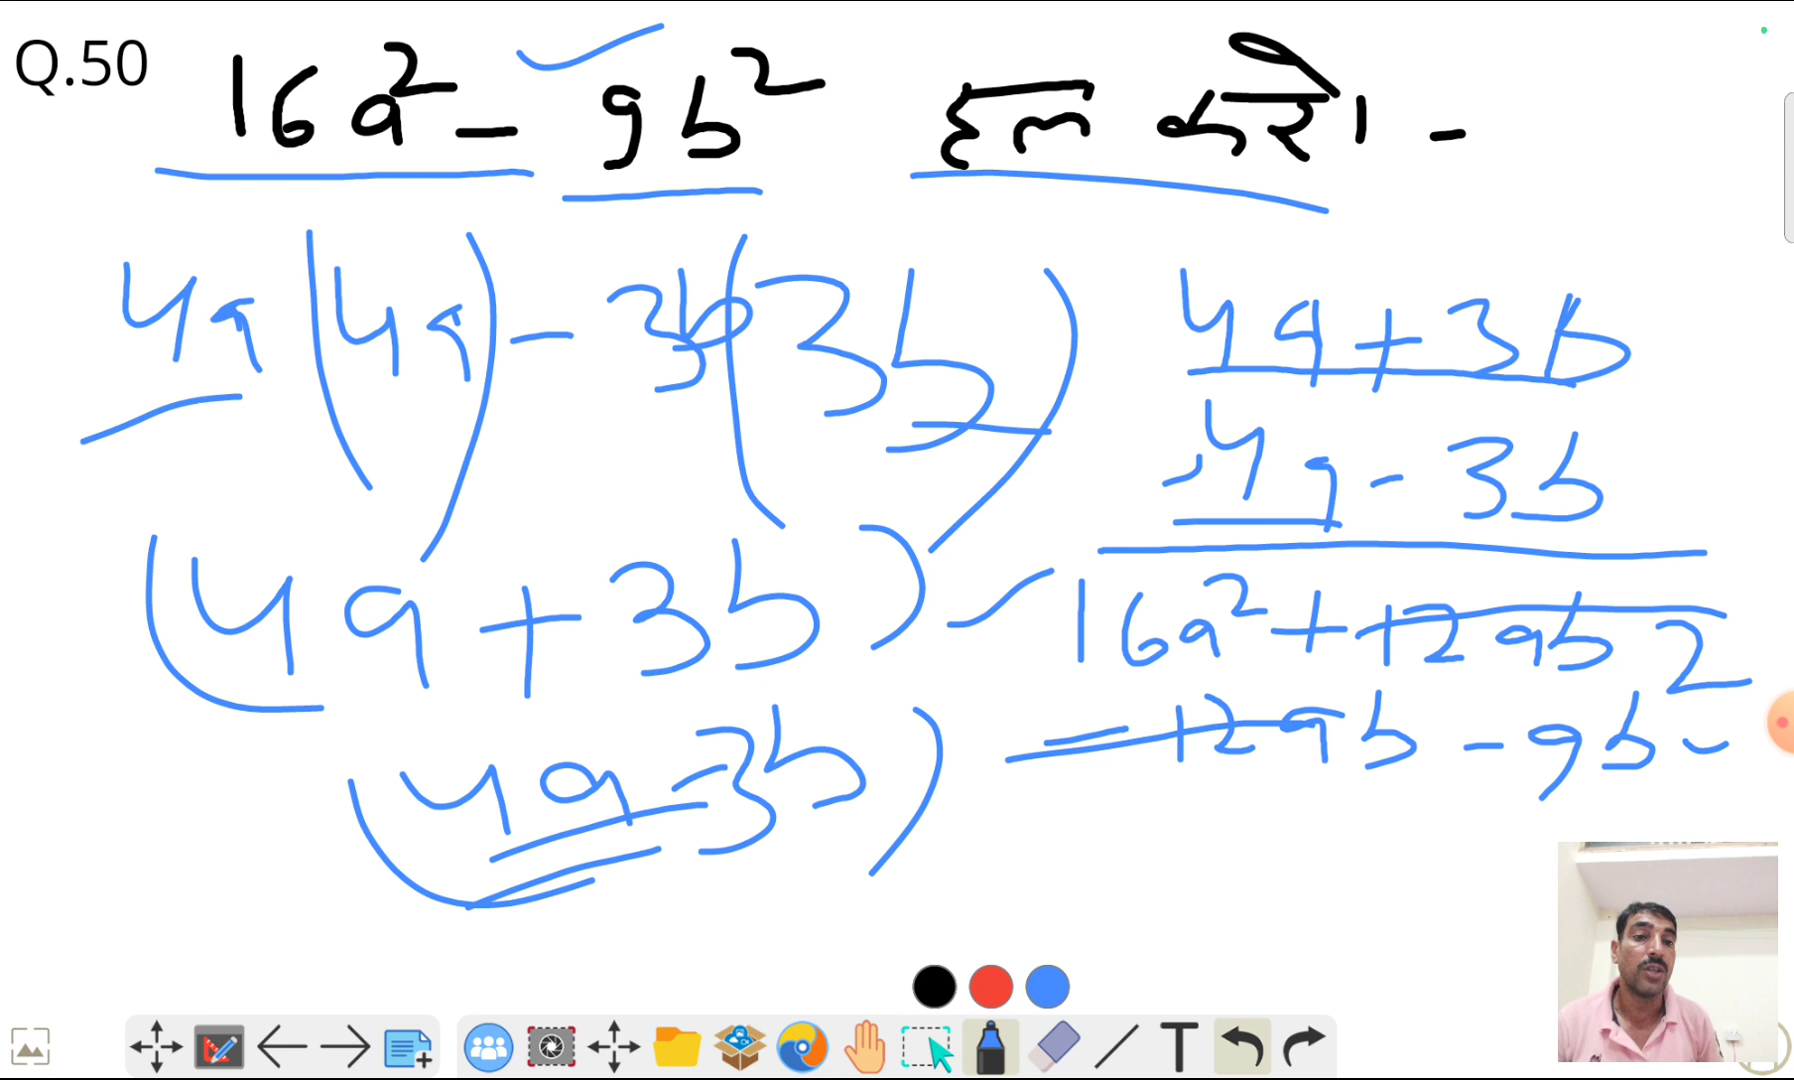 Q.50 16a² - 9b² हल करें। -
4a (4a) - 3b (3b)
(4a + 3b)
(4a - 3b)
4a + 3b
4a - 3b
16a² + 12ab
- 12ab - 9b²
T